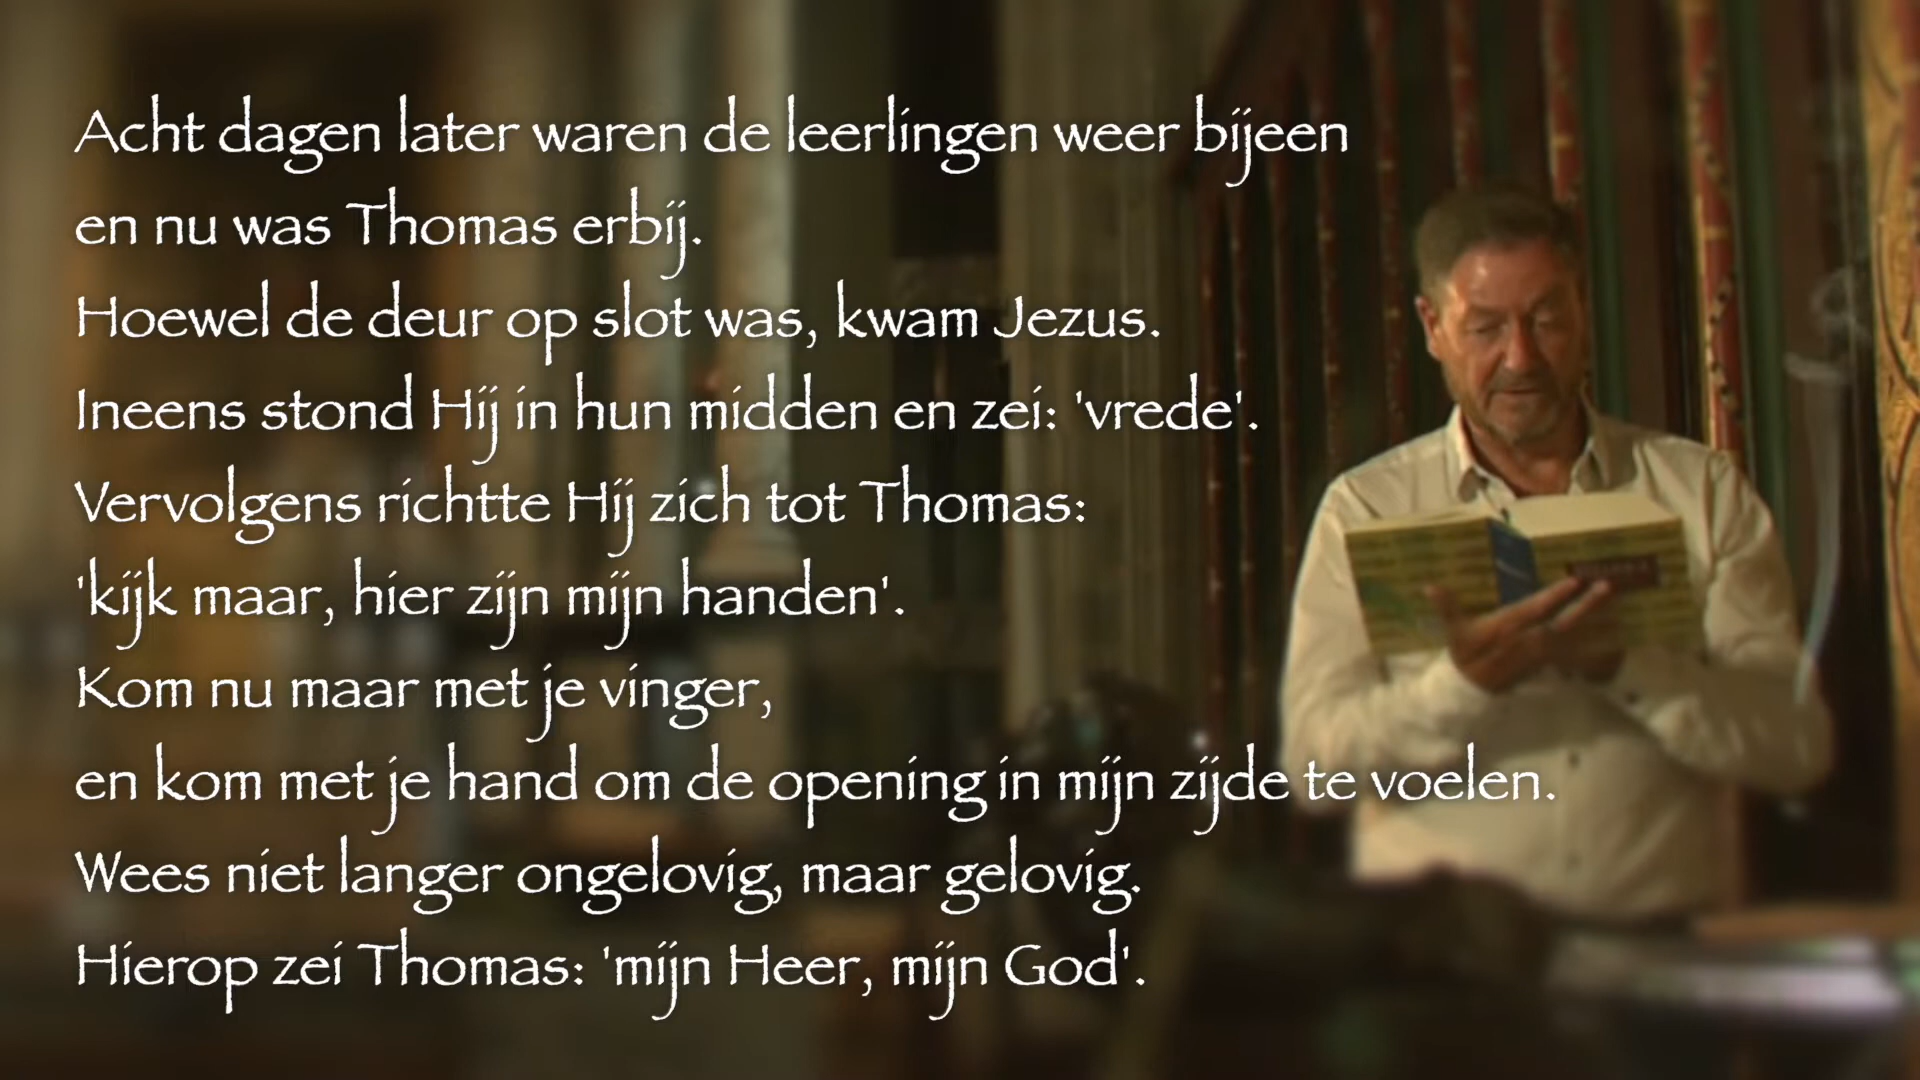 Acht dagen later waren de leerlingen weer bijeen
en nu was Thomas erbij.
Hoewel de deur op slot was, kwam Jezus.
Ineens stond Hij in hun midden en zei: 'vrede'.
Vervolgens richtte Hij zich tot Thomas:
'kijk maar, hier zijn mijn handen'.
Kom nu maar met je vinger,
en kom met je hand om de opening in mijn zijde te voelen.
Wees niet langer ongelovig, maar gelovig.
Hierop zei Thomas: 'mijn Heer, mijn God'.